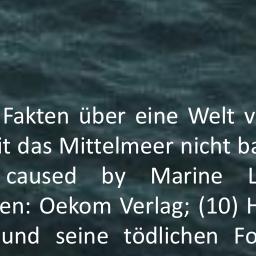 Fakten über eine Welt v
it das Mittelmeer nicht ba
caused by Marine L
en: Oekom Verlag; (10) H
und seine tödlichen Fo